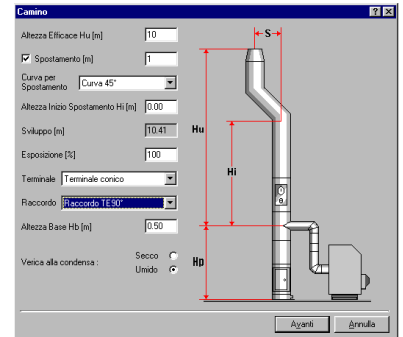 Camino
Altezza Efficace Hu [m] 10
Spostamento [m] 1
Curva per Spostamento Curva 45°
Altezza Inizio Spostamento Hi [m] 0.00
Sviluppo [m] 10.41
Esposizione [%] 100
Terminale Terminale conico
Raccordo Raccordo TE90°
Altezza Base Hb [m] 0.50
Verica alla condensa :
Secco
Umido
S
Hu
Hi
Hp
Avanti
Annulla